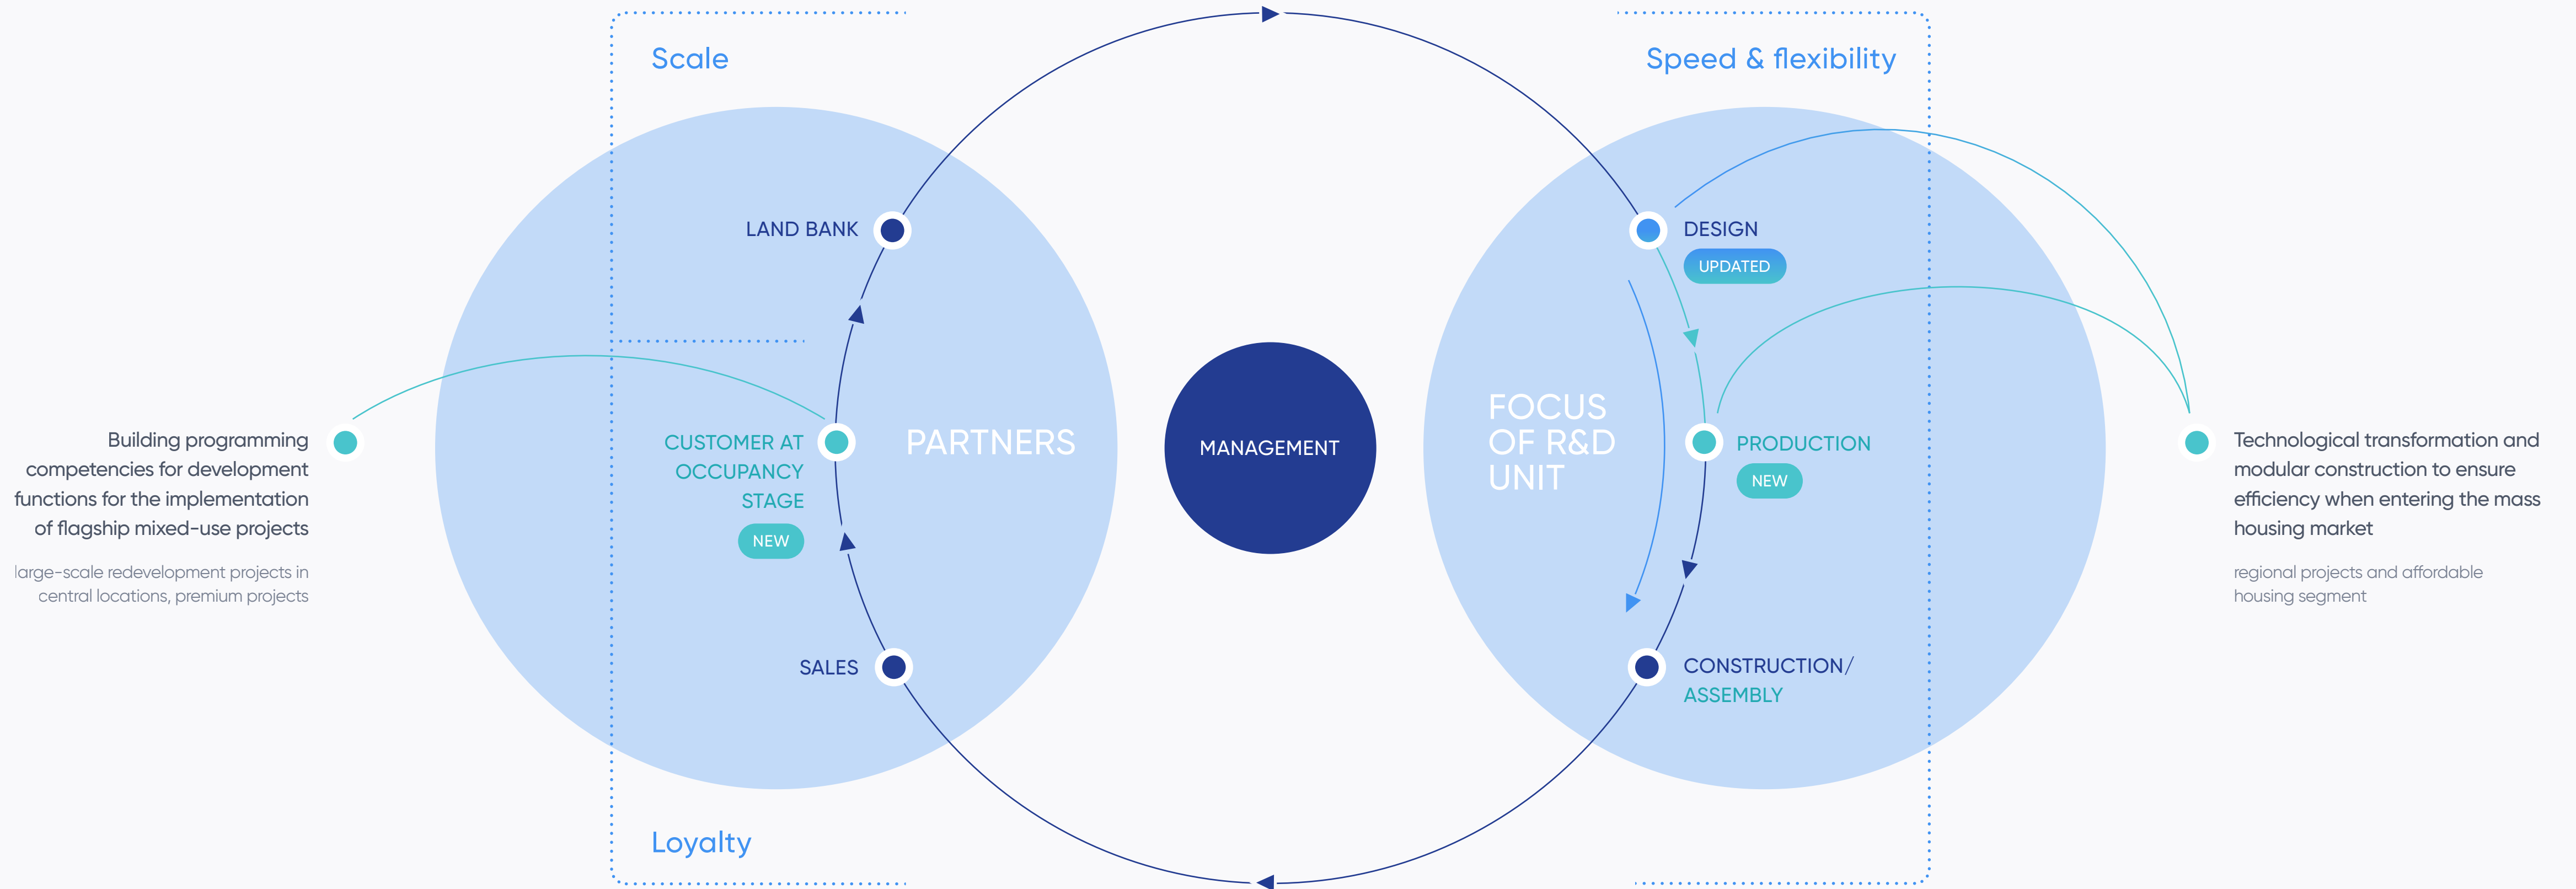 Scale
Speed & flexibility
LAND BANK
DESIGN
UPDATED
Building programming
competencies for development
functions for the implementation
of flagship mixed-use projects
large-scale redevelopment projects in
central locations, premium projects
CUSTOMER AT
OCCUPANCY
STAGE
NEW
PARTNERS
MANAGEMENT
FOCUS
OF R&D
UNIT
PRODUCTION
NEW
Technological transformation and
modular construction to ensure
efficiency when entering the mass
housing market
regional projects and affordable
housing segment
SALES
CONSTRUCTION/
ASSEMBLY
Loyalty